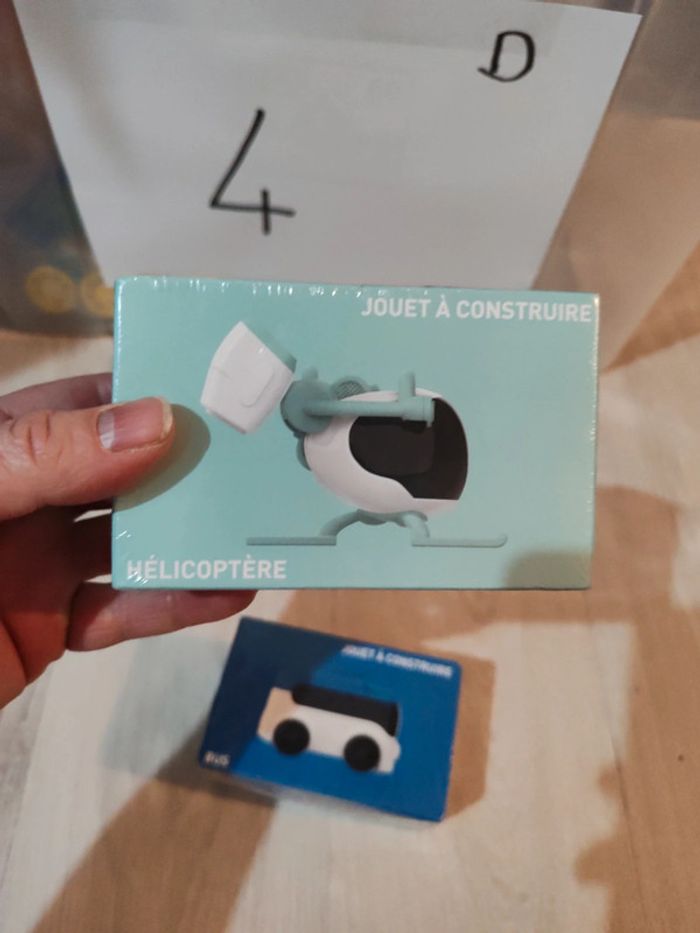 D
4
JOUET À CONSTRUIRE
HÉLICOPTÈRE
JOUET À CONSTRUIRE
BUS